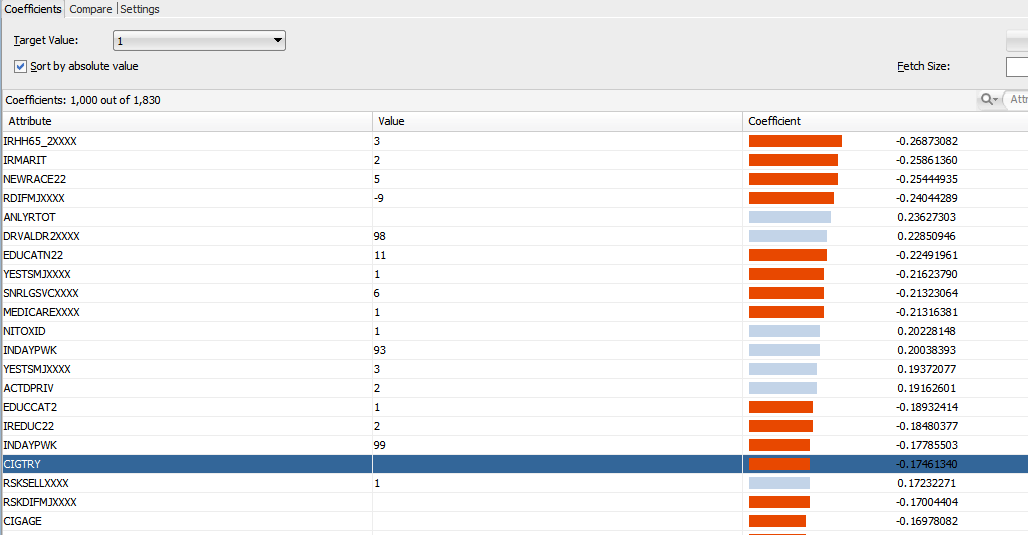 Coefficients Compare Settings
Target Value: 1
Sort by absolute value
Fetch Size:
Coefficients: 1,000 out of 1,830
Attr
Attribute Value Coefficient
IRHH65_2XXXX 3 -0.26873082
IRMARIT 2 -0.25861360
NEWRACE22 5 -0.25444935
RDIFMJXXXX -9 -0.24044289
ANLYRTOT 0.23627303
DRVALDR2XXXX 98 0.22850946
EDUCATN22 11 -0.22491961
YESTSMJXXXX 1 -0.21623790
SNRLGSVCXXXX 6 -0.21323064
MEDICAREXXXX 1 -0.21316381
NITOXID 1 0.20228148
INDAYPWK 93 0.20038393
YESTSMJXXXX 3 0.19372077
ACTDPRIV 2 0.19162601
EDUCCAT2 1 -0.18932414
IREDUC22 2 -0.18480377
INDAYPWK 99 -0.17785503
CIGTRY -0.17461340
RSKSELLXXXX 1 0.17232271
RSKDIFMJXXXX -0.17004404
CIGAGE -0.16978082